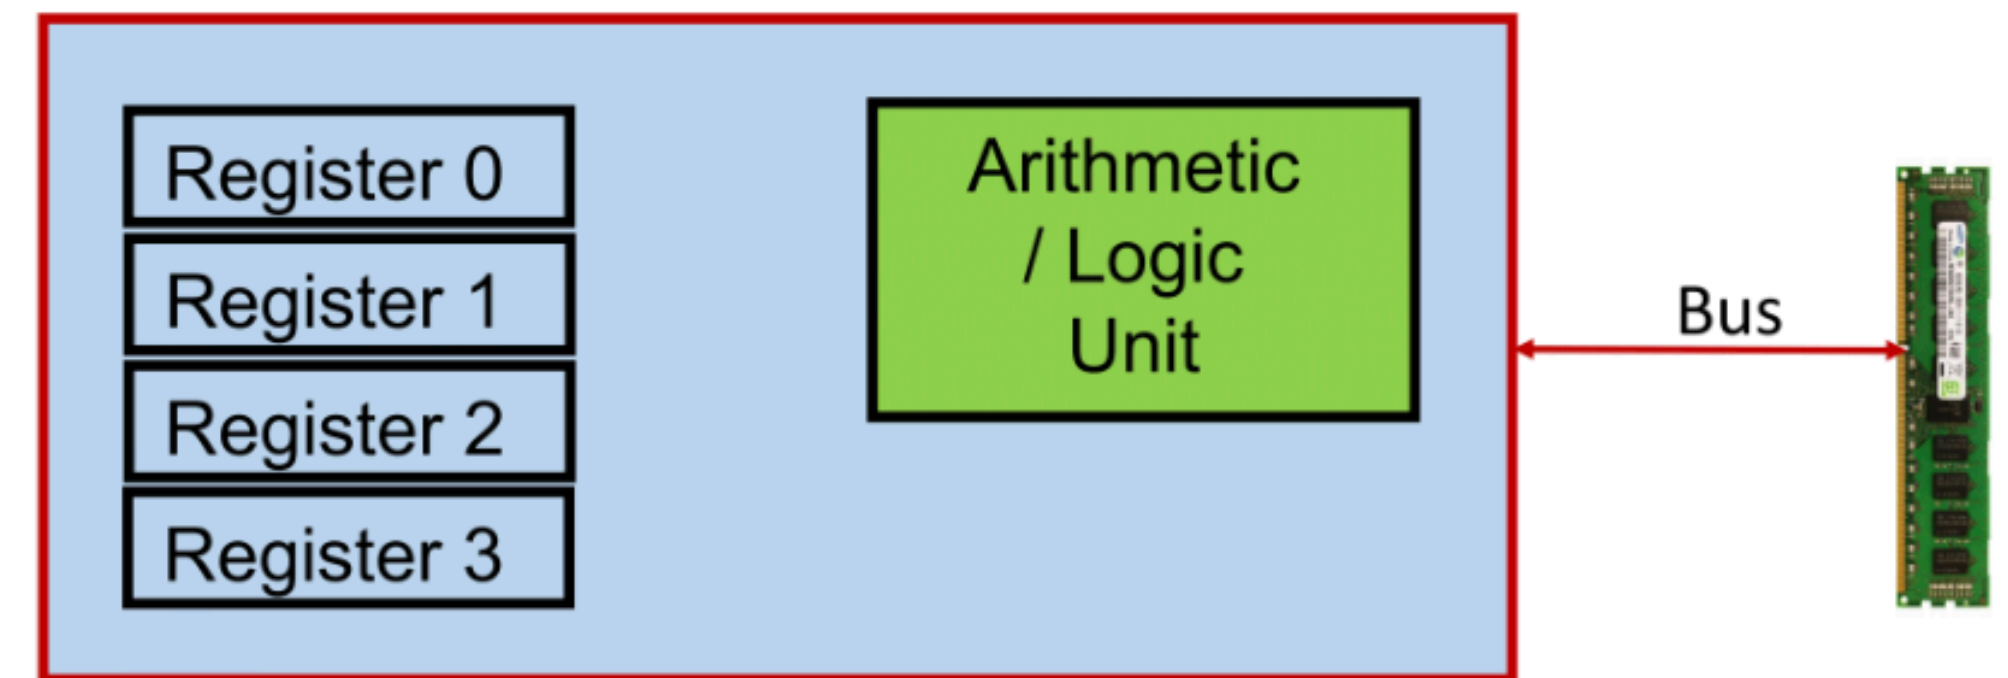 Register 0
Register 1
Register 2
Register 3
Arithmetic
/ Logic
Unit
Bus